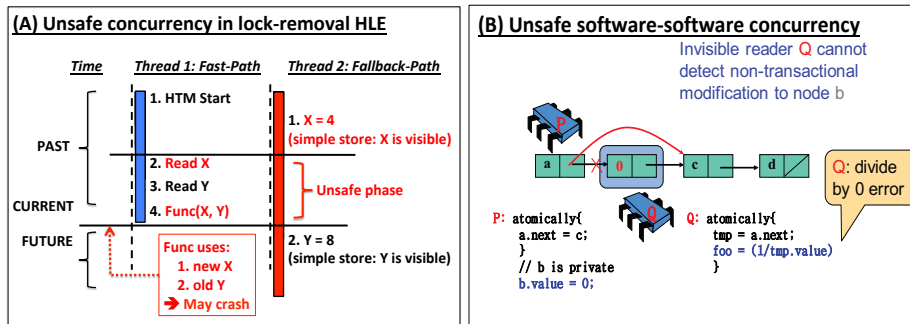 (A) Unsafe concurrency in lock-removal HLE
Time
Thread 1: Fast-Path
Thread 2: Fallback-Path
1. HTM Start
1. X = 4
(simple store: X is visible)
PAST
2. Read X
3. Read Y
Unsafe phase
CURRENT
4. Func(X, Y)
FUTURE
2. Y = 8
(simple store: Y is visible)
Func uses:
1. new X
2. old Y
➔ May crash
(B) Unsafe software-software concurrency
Invisible reader Q cannot
detect non-transactional
modification to node b
P
a
0
c
d
Q
Q: divide
by 0 error
P: atomically{
a.next = c;
}
// b is private
b.value = 0;
Q: atomically{
tmp = a.next;
foo = (1/tmp.value)
}